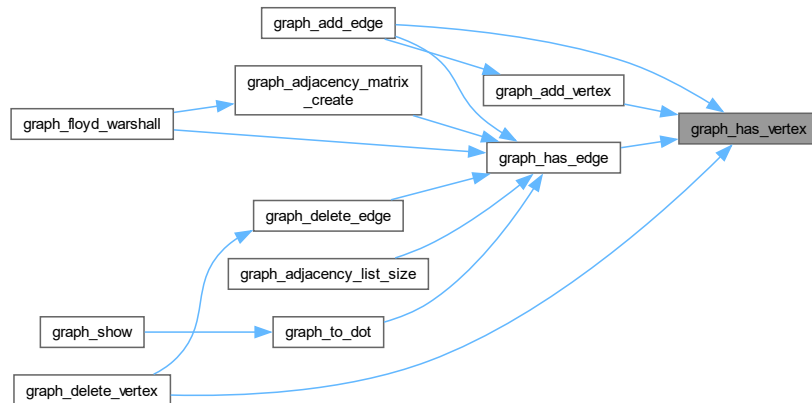 graph_add_edge
graph_adjacency_matrix
_create
graph_add_vertex
graph_floyd_warshall
graph_has_vertex
graph_has_edge
graph_delete_edge
graph_adjacency_list_size
graph_show
graph_to_dot
graph_delete_vertex